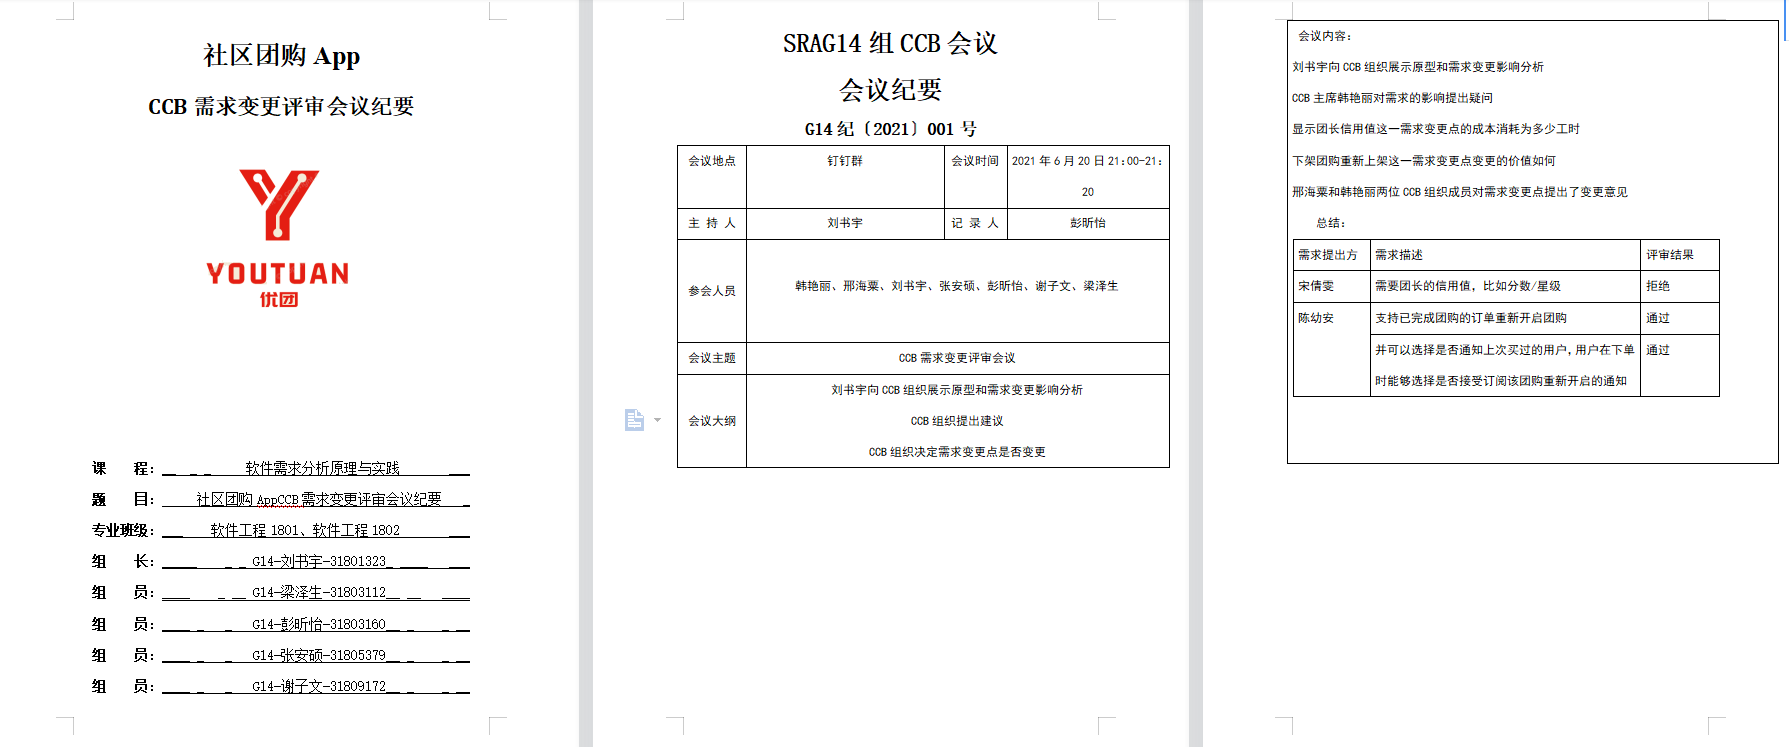 社区团购 App
CCB 需求变更评审会议纪要
YOUTUAN
优团
课 程： 软件需求分析原理与实践
题 目： 社区团购 AppCCB 需求变更评审会议纪要
专业班级： 软件工程 1801、软件工程 1802
组 长： G14-刘书宇-31801323
组 员： G14-梁泽生-31803112
组 员： G14-彭昕怡-31803160
组 员： G14-张安硕-31805379
组 员： G14-谢子文-31809172
SRAG14 组 CCB 会议
会议纪要
G14 纪〔2021〕001 号
会议地点 钉钉群 会议时间 2021 年 6 月 20 日 21:00-21:
20
主 持 人 刘书宇 记 录 人 彭昕怡
参会人员 韩艳丽、邢海粟、刘书宇、张安硕、彭昕怡、谢子文、梁泽生
会议主题 CCB 需求变更评审会议
会议大纲 刘书宇向 CCB 组织展示原型和需求变更影响分析
CCB 组织提出建议
CCB 组织决定需求变更点是否变更
会议内容：
刘书宇向 CCB 组织展示原型和需求变更影响分析
CCB 主席韩艳丽对需求的影响提出疑问
显示团长信用值这一需求变更点的成本消耗为多少工时
下架团购重新上架这一需求变更点变更的价值如何
邢海粟和韩艳丽两位 CCB 组织成员对需求变更点提出了变更意见
总结：
需求提出方 需求描述 评审结果
宋倩雯 需要团长的信用值，比如分数/星级 拒绝
陈幼安 支持已完成团购的订单重新开启团购 通过
并可以选择是否通知上次买过的用户，用户在下单 通过
时能够选择是否接受订阅该团购重新开启的通知